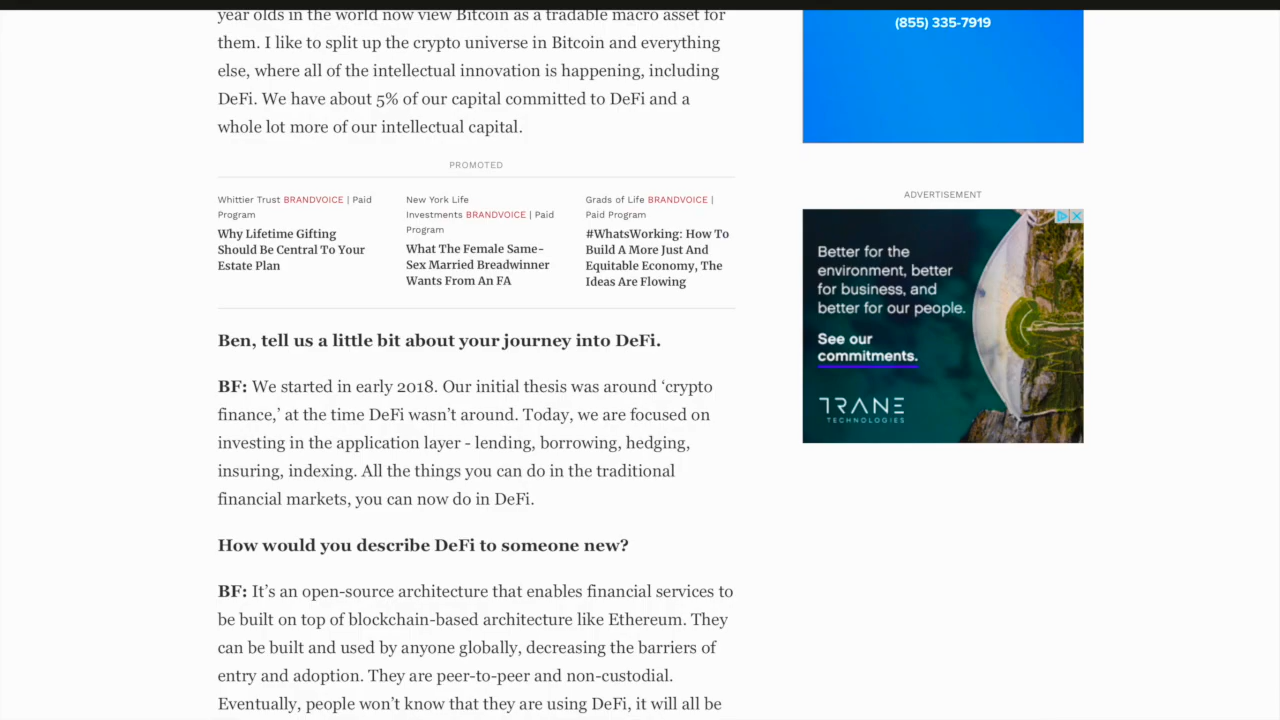 year olds in the world now view Bitcoin as a tradable macro asset for
them. I like to split up the crypto universe in Bitcoin and everything
else, where all of the intellectual innovation is happening, including
DeFi. We have about 5% of our capital committed to DeFi and a
whole lot more of our intellectual capital.
PROMOTED
Whittier Trust BRANDVOICE | Paid
Program
Why Lifetime Gifting
Should Be Central To Your
Estate Plan
New York Life
Investments BRANDVOICE | Paid
Program
What The Female Same-
Sex Married Breadwinner
Wants From An FA
Grads of Life BRANDVOICE |
Paid Program
#WhatsWorking: How To
Build A More Just And
Equitable Economy, The
Ideas Are Flowing
Ben, tell us a little bit about your journey into DeFi.
BF: We started in early 2018. Our initial thesis was around ‘crypto
finance,’ at the time DeFi wasn’t around. Today, we are focused on
investing in the application layer - lending, borrowing, hedging,
insuring, indexing. All the things you can do in the traditional
financial markets, you can now do in DeFi.
How would you describe DeFi to someone new?
BF: It’s an open-source architecture that enables financial services to
be built on top of blockchain-based architecture like Ethereum. They
can be built and used by anyone globally, decreasing the barriers of
entry and adoption. They are peer-to-peer and non-custodial.
Eventually, people won’t know that they are using DeFi, it will all be
(855) 335-7919
ADVERTISEMENT
Better for the
environment, better
for business, and
better for our people.
See our
commitments.
TRANE
TECHNOLOGIES